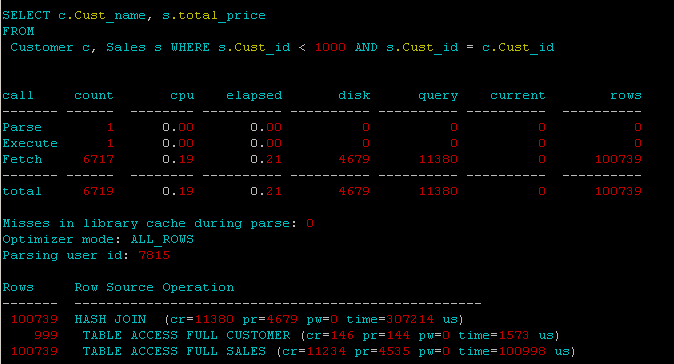 SELECT c.Cust_name, s.total_price
FROM
Customer c, Sales s WHERE s.Cust_id < 1000 AND s.Cust_id = c.Cust_id
call count cpu elapsed disk query current rows
------- ------ -------- ---------- ---------- ---------- ---------- ----------
Parse 1 0.00 0.00 0 0 0 0
Execute 1 0.00 0.00 0 0 0 0
Fetch 6717 0.19 0.21 4679 11380 0 100739
------- ------ -------- ---------- ---------- ---------- ---------- ----------
total 6719 0.19 0.21 4679 11380 0 100739
Misses in library cache during parse: 0
Optimizer mode: ALL_ROWS
Parsing user id: 7815
Rows Row Source Operation
------- ---------------------------------------------------
100739 HASH JOIN (cr=11380 pr=4679 pw=0 time=307214 us)
999 TABLE ACCESS FULL CUSTOMER (cr=146 pr=144 pw=0 time=1573 us)
100739 TABLE ACCESS FULL SALES (cr=11234 pr=4535 pw=0 time=100998 us)